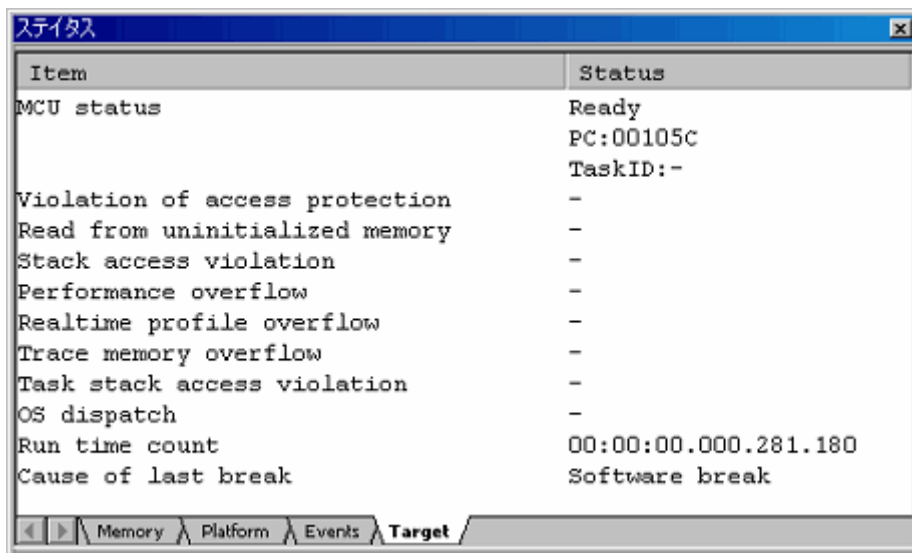 ステイタス
Item Status
MCU status Ready
PC:00105C
TaskID:-
Violation of access protection -
Read from uninitialized memory -
Stack access violation -
Performance overflow -
Realtime profile overflow -
Trace memory overflow -
Task stack access violation -
OS dispatch -
Run time count 00:00:00.000.281.180
Cause of last break Software break
Memory Platform Events Target